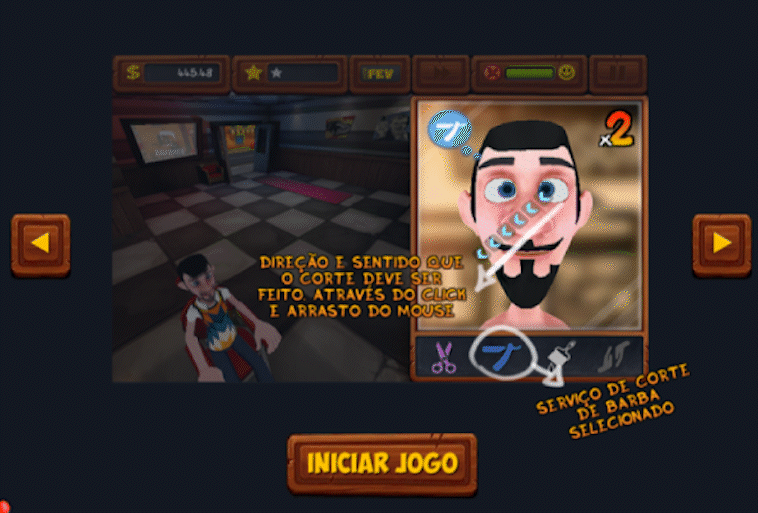 $ 445.48
FEV
x2
DIREÇÃO E SENTIDO QUE
O CORTE DEVE SER
FEITO, ATRAVÉS DO CLICK
E ARRASTO DO MOUSE
SERVIÇO DE CORTE
DE BARBA
SELECIONADO
INICIAR JOGO